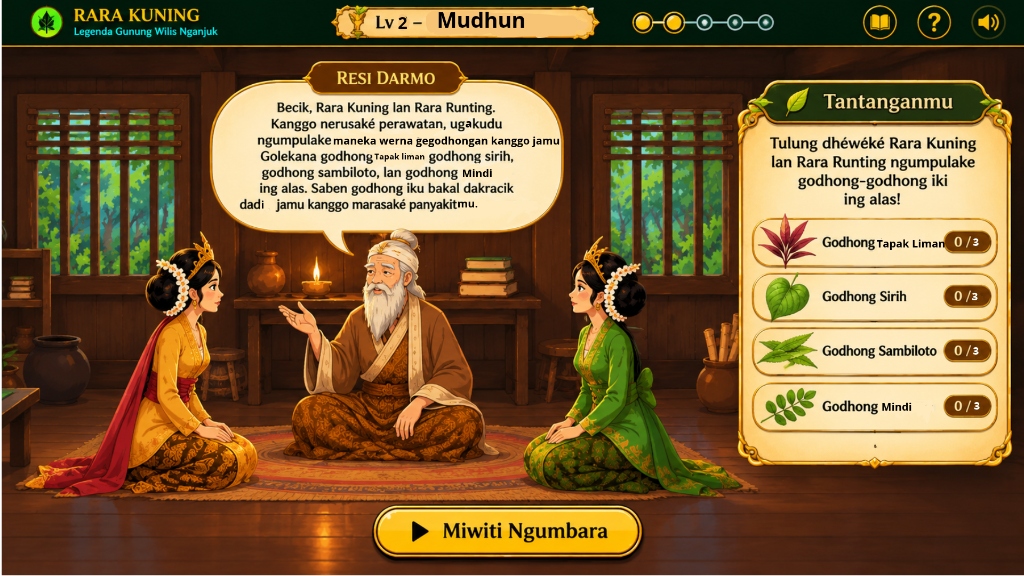 RARA KUNING
Legenda Gunung Wilis Nganjuk
Lv 2 – Mudhun
RESI DARMO
Becik, Rara Kuning lan Rara Runting.
Kanggo nerusaké perawatan, ugakudu
ngumpulake maneka werna gegodhongan kanggo jamu
Golekana godhong Tapak liman godhong sirih,
godhong sambiloto, lan godhong Mindi
ing alas. Saben godhong iku bakal dakracik
dadi jamu kanggo marasaké panyakitmu.
Tantanganmu
Tulung dhéwéké Rara Kuning
lan Rara Runting ngumpulake
godhong-godhong iki
ing alas!
Godhong Tapak Liman 0 / 3
Godhong Sirih 0 / 3
Godhong Sambiloto 0 / 3
Godhong Mindi 0 / 3
Miwiti Ngumbara